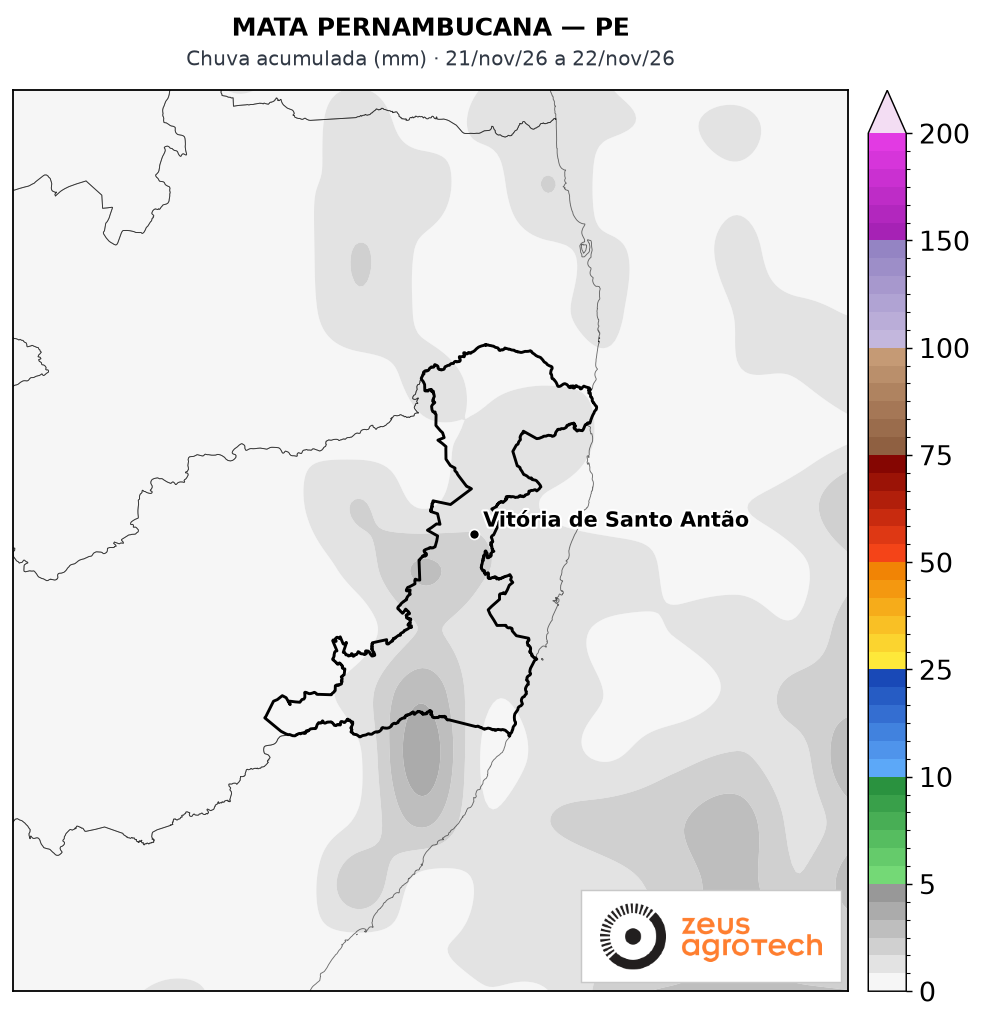 MATA PERNAMBUCANA — PE
Chuva acumulada (mm) · 21/nov/26 a 22/nov/26
200
150
100
75
50
25
10
5
0
Vitória de Santo Antão
zeus
agrotech